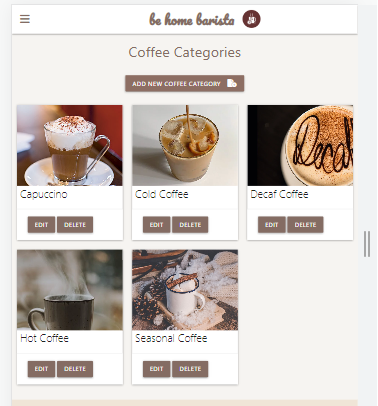 be home barista
Coffee Categories
ADD NEW COFFEE CATEGORY
Decaf
Capuccino
Cold Coffee
Decaf Coffee
EDIT DELETE
EDIT DELETE
EDIT DELETE
Hot Coffee
Seasonal Coffee
EDIT DELETE
EDIT DELETE